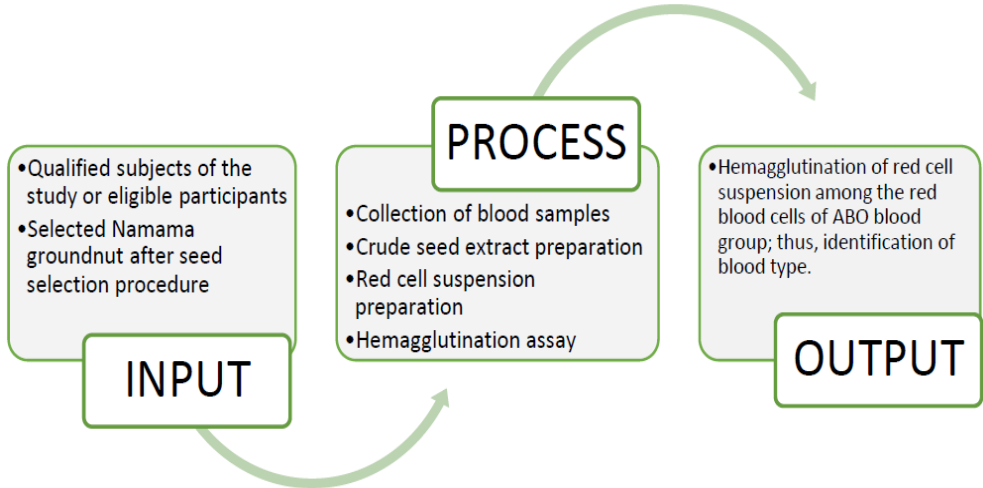 •Qualified subjects of the
study or eligible participants
•Selected Namama
groundnut after seed
selection procedure
INPUT
PROCESS
•Collection of blood samples
•Crude seed extract preparation
•Red cell suspension
preparation
•Hemagglutination assay
•Hemagglutination of red cell
suspension among the red
blood cells of ABO blood
group; thus, identification of
blood type.
OUTPUT